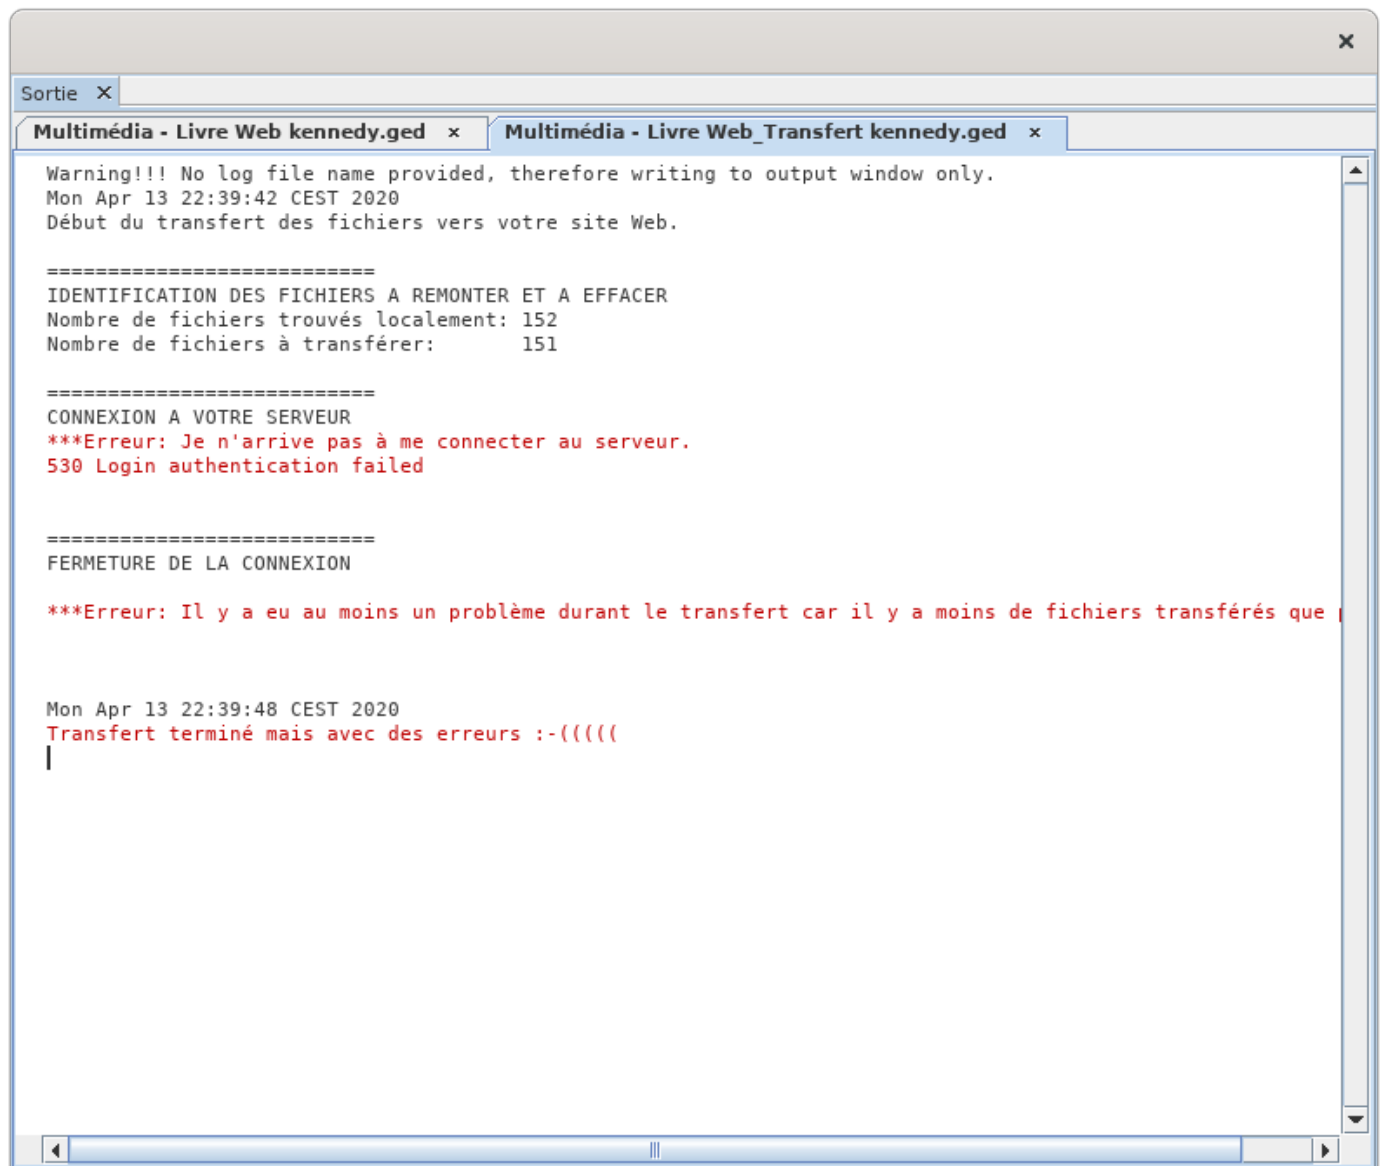 Sortie
Multimédia - Livre Web kennedy.ged
Multimédia - Livre Web_Transfert kennedy.ged
Warning!!! No log file name provided, therefore writing to output window only.
Mon Apr 13 22:39:42 CEST 2020
Début du transfert des fichiers vers votre site Web.
===========================
IDENTIFICATION DES FICHIERS A REMONTER ET A EFFACER
Nombre de fichiers trouvés localement: 152
Nombre de fichiers à transférer:       151
===========================
CONNEXION A VOTRE SERVEUR
***Erreur: Je n'arrive pas à me connecter au serveur.
530 Login authentication failed
===========================
FERMETURE DE LA CONNEXION
***Erreur: Il y a eu au moins un problème durant le transfert car il y a moins de fichiers transférés que
Mon Apr 13 22:39:48 CEST 2020
Transfert terminé mais avec des erreurs :-(((((